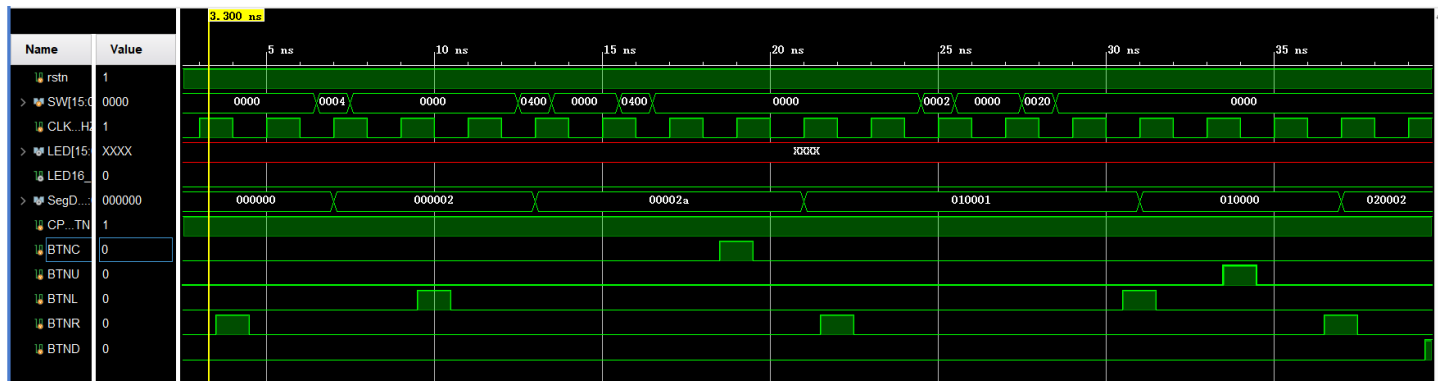 3.300 ns
Name Value
5 ns 10 ns 15 ns 20 ns 25 ns 30 ns 35 ns
rstn 1
> SW[15:0 0000 0000 0004 0000 0400 0000 0400 0000 0002 0000 0020 0000
CLK...HZ 1
> LED[15: XXXX XXXX
LED16_ 0
> SegD...: 000000 000000 000002 00002a 010001 010000 020002
CP...TN 1
BTNC 0
BTNU 0
BTNL 0
BTNR 0
BTND 0